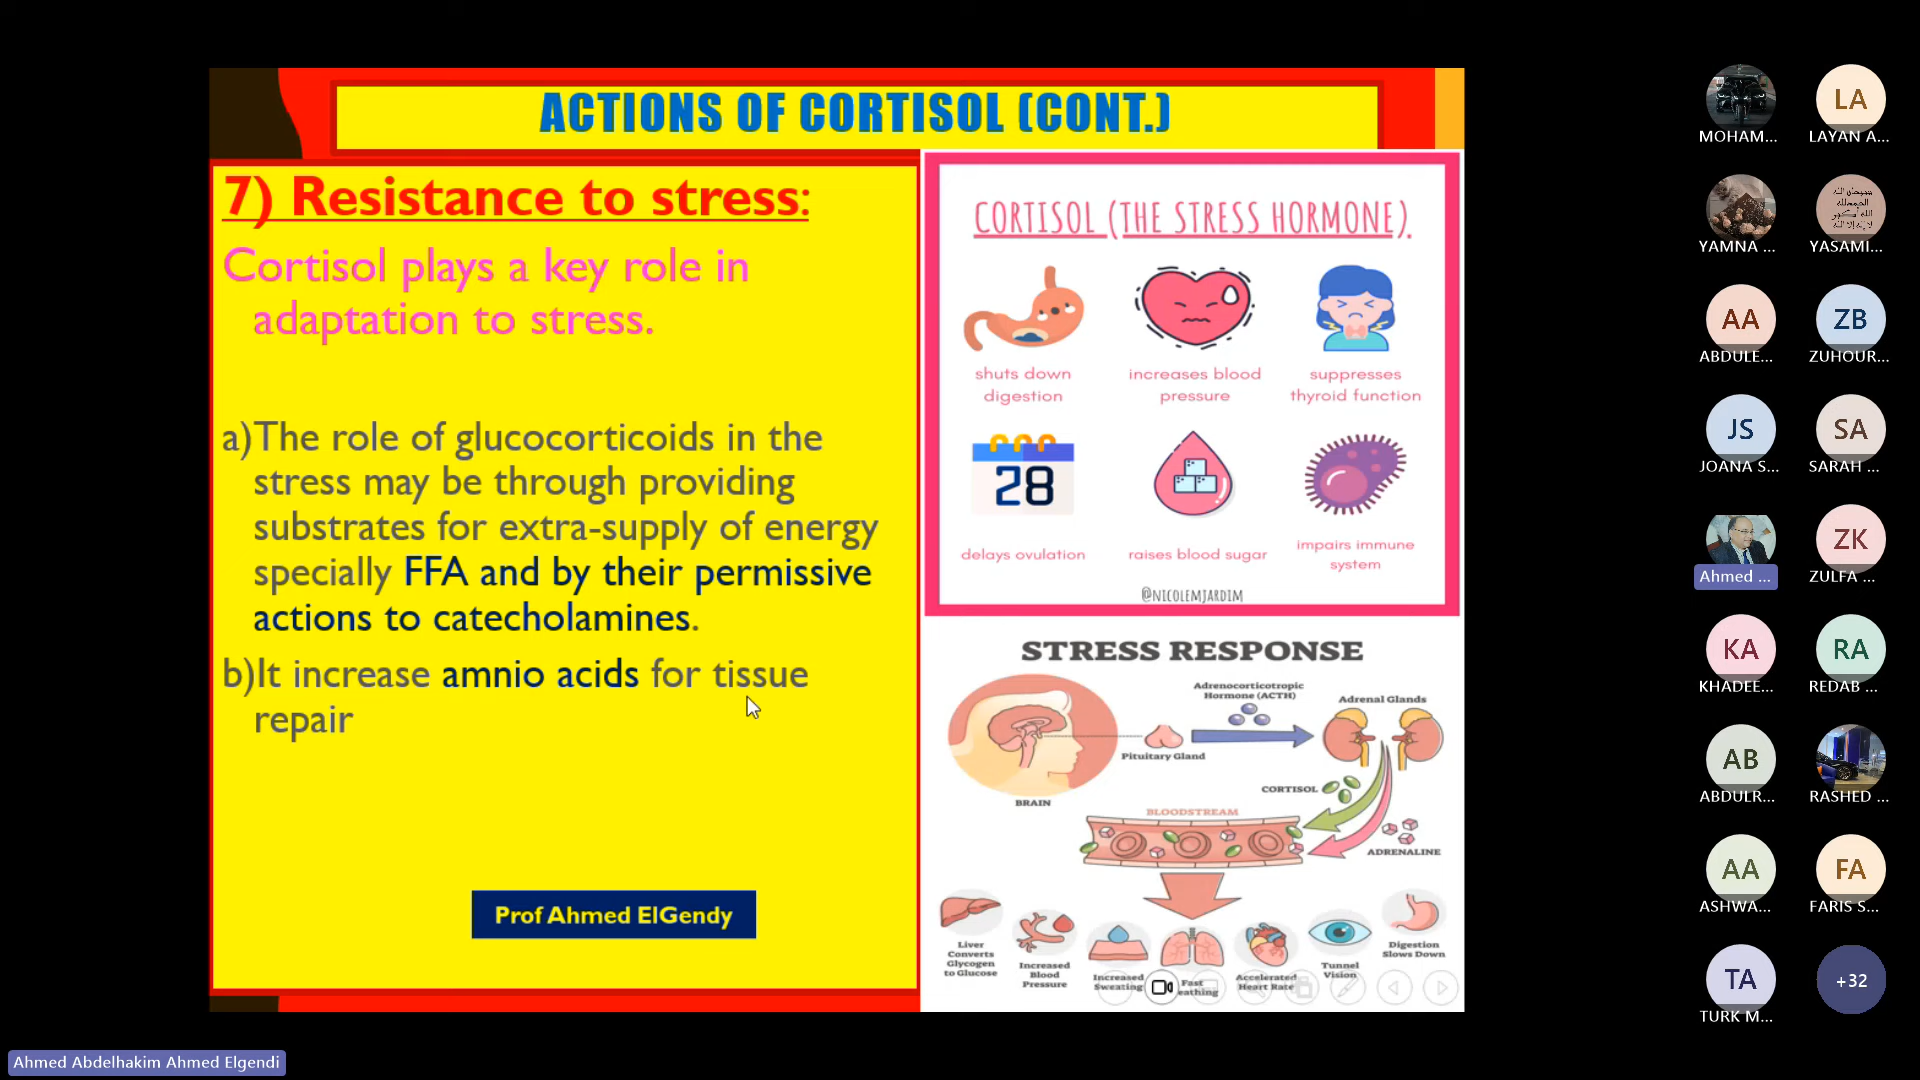 ACTIONS OF CORTISOL (CONT.)
7) Resistance to stress:
Cortisol plays a key role in
adaptation to stress.
a)The role of glucocorticoids in the
stress may be through providing
substrates for extra-supply of energy
specially FFA and by their permissive
actions to catecholamines.
b)It increase amnio acids for tissue
repair
Prof Ahmed ElGendy
CORTISOL (THE STRESS HORMONE).
shuts down
digestion
increases blood
pressure
suppresses
thyroid function
28
delays ovulation
raises blood sugar
impairs immune
system
@NICOLEMJARDIM
STRESS RESPONSE
Adrenocorticotropic
Hormone (ACTH)
Adrenal Glands
Pituitary Gland
BRAIN
CORTISOL
BLOODSTREAM
ADRENALINE
Liver
Converts
Glycogen
to Glucose
Increased
Blood
Pressure
Increased
Sweating
Fast
eathing
Accelerated
Heart Rate
Tunnel
Vision
Digestion
Slows Down
MOHAM...
LA
LAYAN A...
YAMNA ...
YASAMI...
AA
ABDULE...
ZB
ZUHOUR...
JS
JOANA S...
SA
SARAH ...
Ahmed ...
ZK
ZULFA ...
KA
KHADEE...
RA
REDAB ...
AB
ABDULR...
RASHED ...
AA
ASHWA...
FA
FARIS S...
TA
TURK M...
+32
Ahmed Abdelhakim Ahmed Elgendi